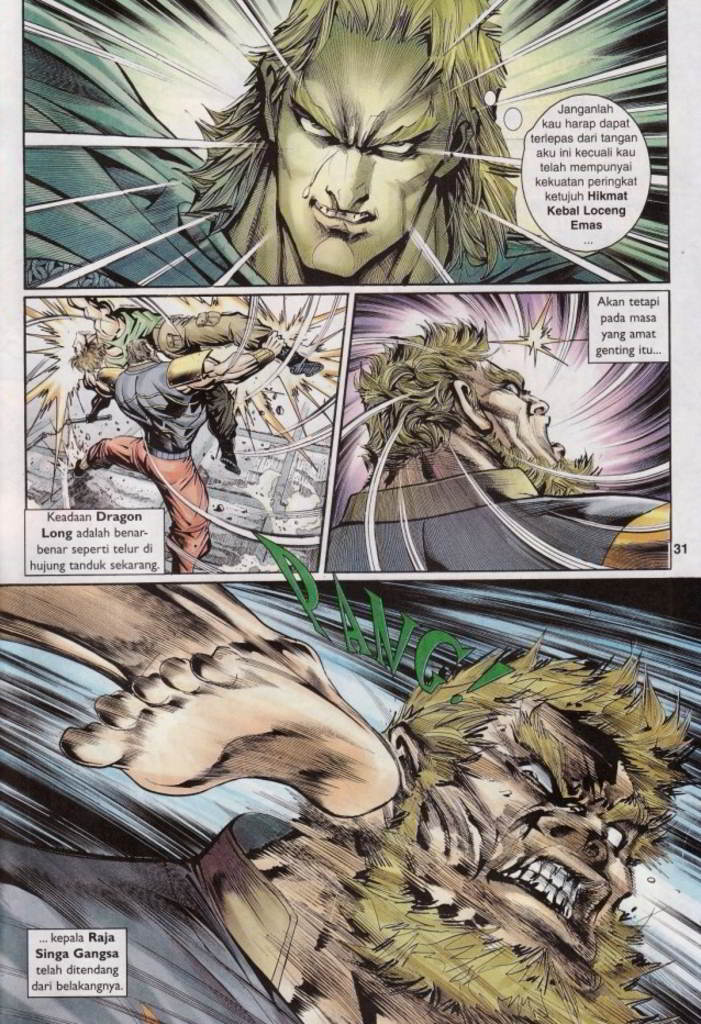 Janganlah
kau harap dapat
terlepas dari tangan
aku ini kecuali kau
telah mempunyai
kekuatan peringkat
ketujuh Hikmat
Kebal Loceng
Emas
...
Keadaan Dragon
Long adalah benar-
benar seperti telur di
hujung tanduk sekarang.
Akan tetapi
pada masa
yang amat
genting itu...
31
PANG!
... kepala Raja
Singa Gangsa
telah ditendang
dari belakangnya.